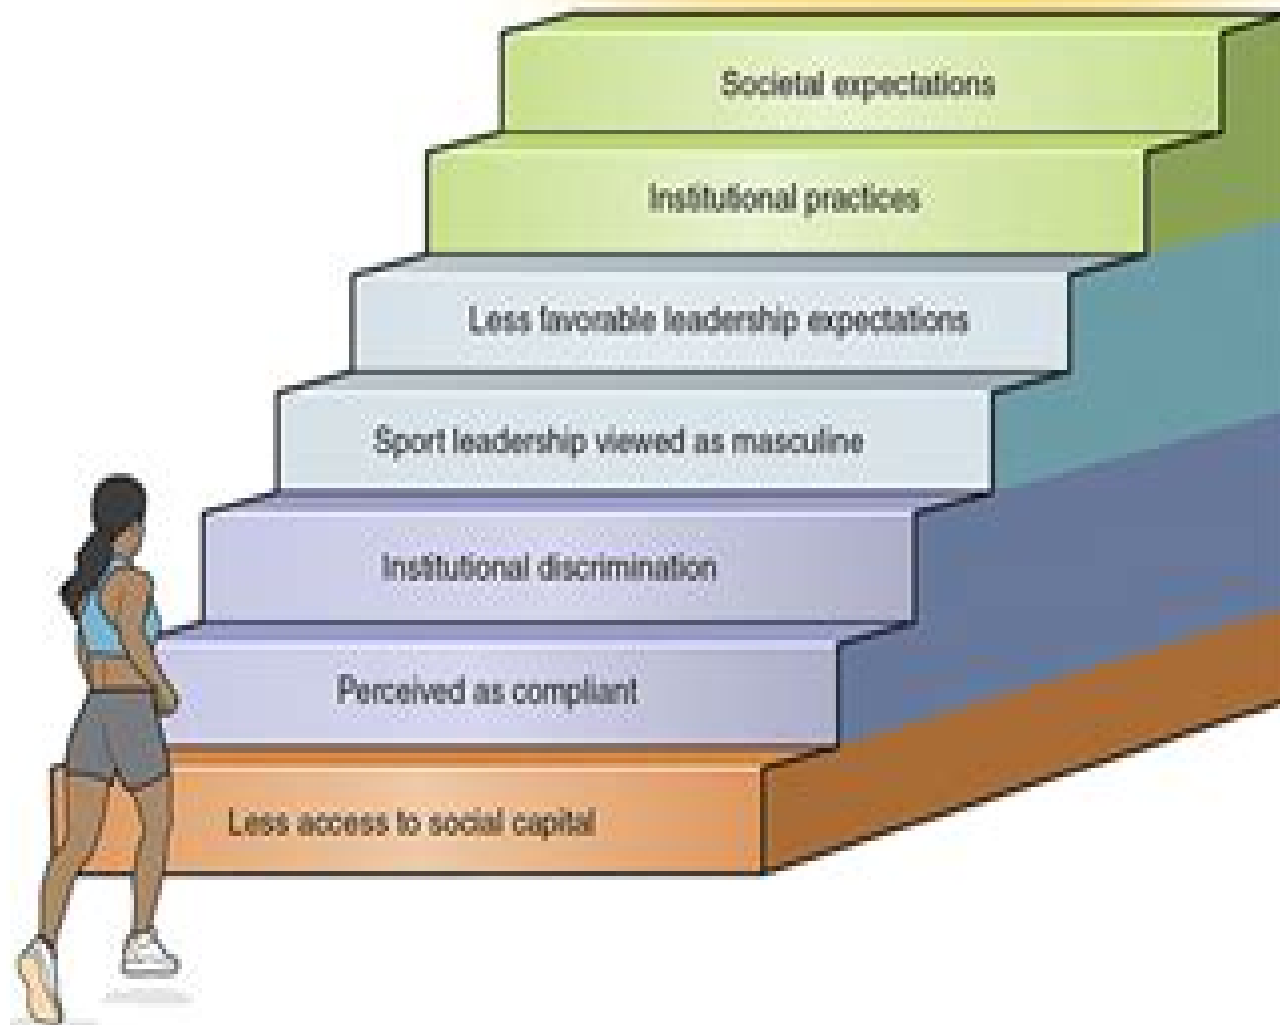 Societal expectations
Institutional practices
Less favorable leadership expectations
Sport leadership viewed as masculine
Institutional discrimination
Perceived as compliant
Less access to social capital